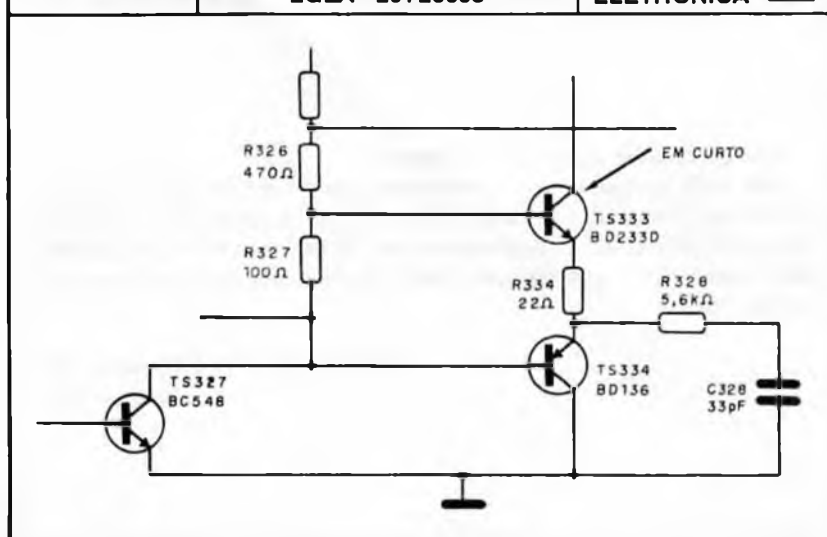 ELETRÔNICA
R326
470Ω
EM CURTO
TS333
BD233D
R327
100Ω
R334
22Ω
R328
5,6kΩ
TS327
BC548
TS334
BD136
C328
33pF